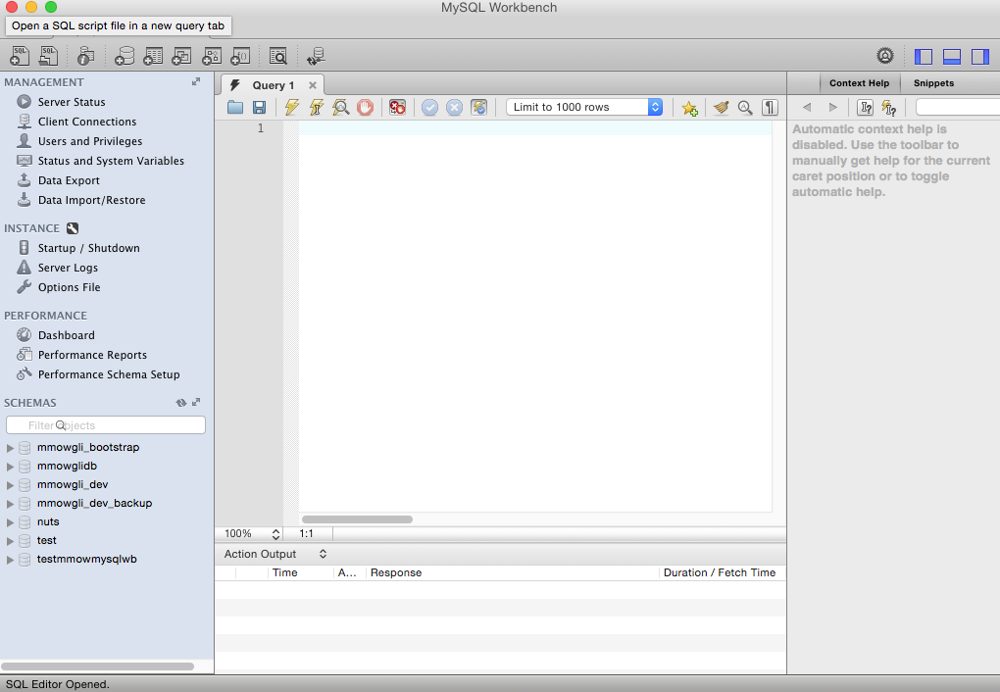 MySQL Workbench
Open a SQL script file in a new query tab
SQL
SQL
MANAGEMENT
Server Status
Client Connections
Users and Privileges
Status and System Variables
Data Export
Data Import/Restore
INSTANCE
Startup / Shutdown
Server Logs
Options File
PERFORMANCE
Dashboard
Performance Reports
Performance Schema Setup
SCHEMAS
Filter objects
mmowgli_bootstrap
mmowglidb
mmowgli_dev
mmowgli_dev_backup
nuts
test
testmmowmysqlwb
Query 1
Limit to 1000 rows
1
100%
1:1
Action Output
Time
A...
Response
Duration / Fetch Time
Context Help
Snippets
Automatic context help is
disabled. Use the toolbar to
manually get help for the current
caret position or to toggle
automatic help.
SQL Editor Opened.